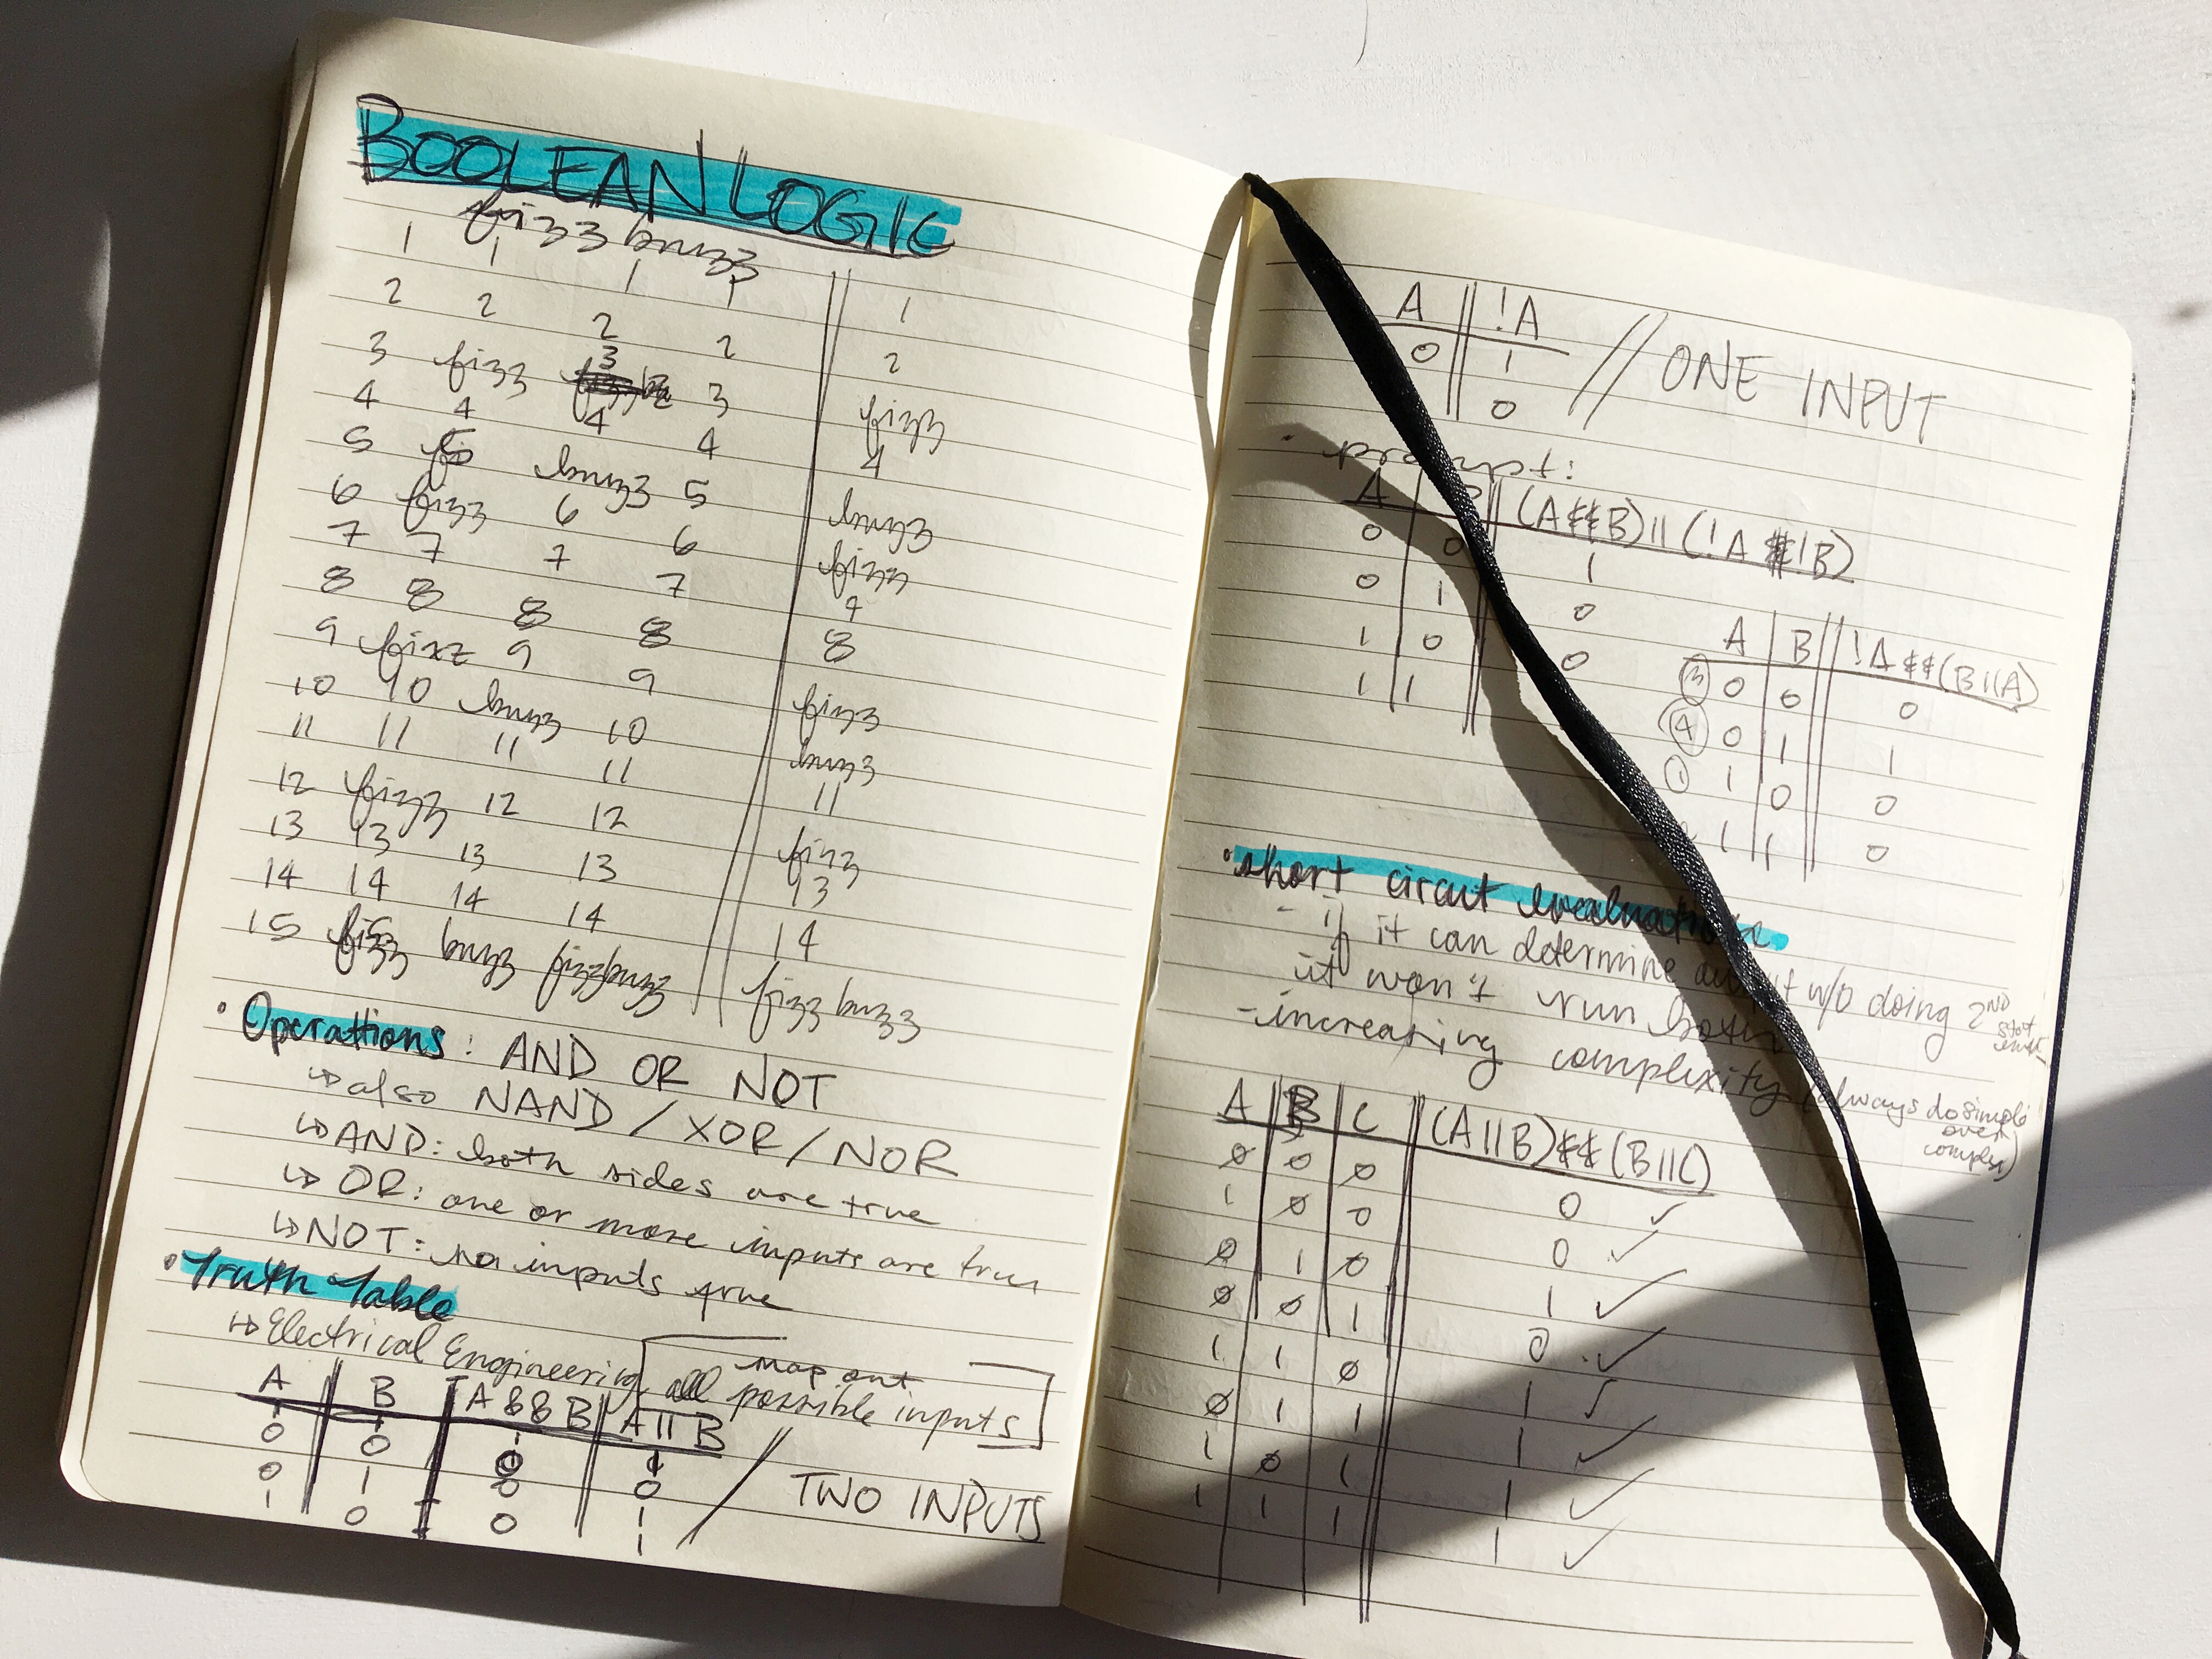 BOOLEAN LOGIC
fizz buzz
1 1 1 1 1
2 2 2 2 2
3 fizz 3 3 fizz
4 4 4 4 4
5 5 buzz 5 buzz
6 fizz 6 6 fizz
7 7 7 7 7
8 8 8 8 8
9 fixz 9 9 fizz
10 10 buzz 10 buzz
11 11 11 11 11
12 fizz 12 12 fizz
13 13 13 13 13
14 14 14 14 14
15 fizz buzz fizzbuzz fizz buzz
• Operations: AND OR NOT
↳ also NAND / XOR / NOR
↳ AND: both sides are true
↳ OR: one or more inputs are true
↳ NOT: no inputs true
• Truth Table
↳ Electrical Engineering, map out
all possible inputs
A B A && B A || B
0 0 0 0
0 1 0 1
1 0 0 1
/ TWO INPUTS
A !A
0 1
0
// ONE INPUT
• prompt:
A (A&&B)||(!A &!B)
0 0 1
0 1 0
1 0 0
1 1
A B !A &&(B||A)
3 0 0 0
4 0 1 1
1 1 0 0
1 1 0
• short circut evaluation
- if it can determine w/o doing 2ND
it won't run both
- increasing complexity (always do simple
over
complex)
A B C (A||B)&&(B||C)
0 0 0 0 ✓
1 0 0 0 ✓
0 1 0 1 ✓
0 0 1 0 ✓
1 1 0 1 ✓
0 1 1 1 ✓
1 0 1 1 ✓
1 1 1 1 ✓